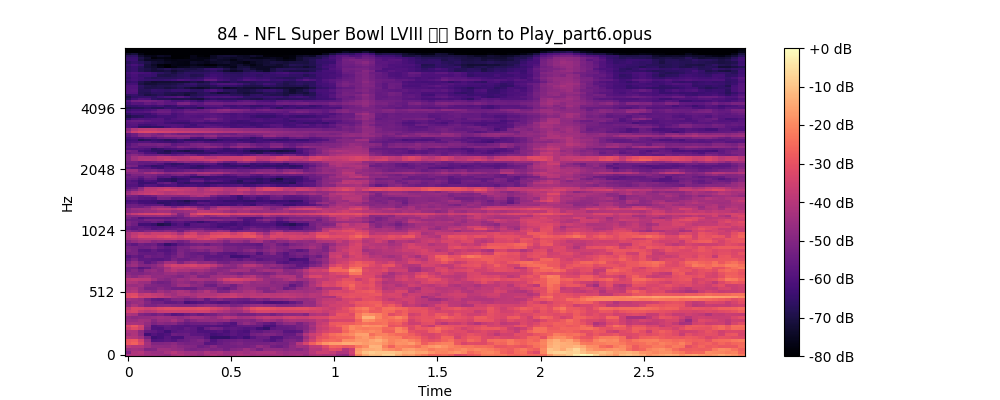 84 - NFL Super Bowl LVIII Born to Play_part6.opus
Hz
4096
2048
1024
512
0
0 0.5 1 1.5 2 2.5
Time
+0 dB
-10 dB
-20 dB
-30 dB
-40 dB
-50 dB
-60 dB
-70 dB
-80 dB